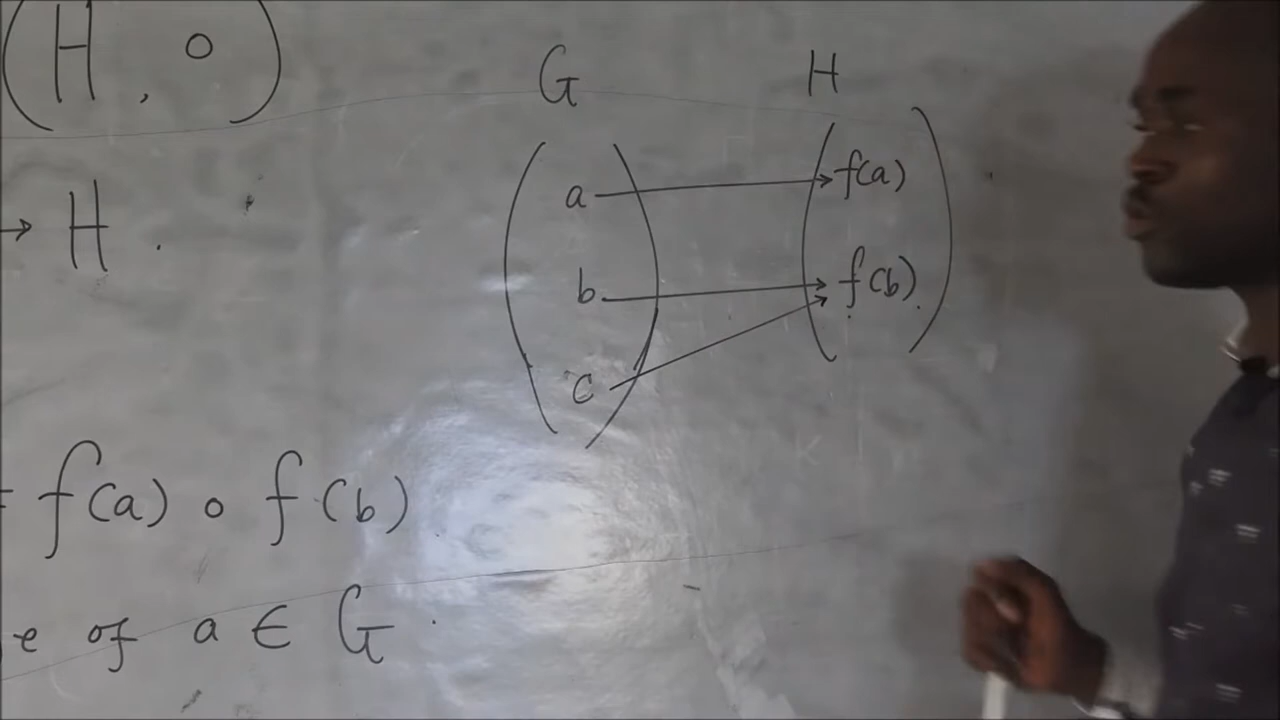 (H, ∘)
G H
→ H.
a → f(a)
b → f(b)
c
= f(a) ∘ f(b)
e of a ∈ G.